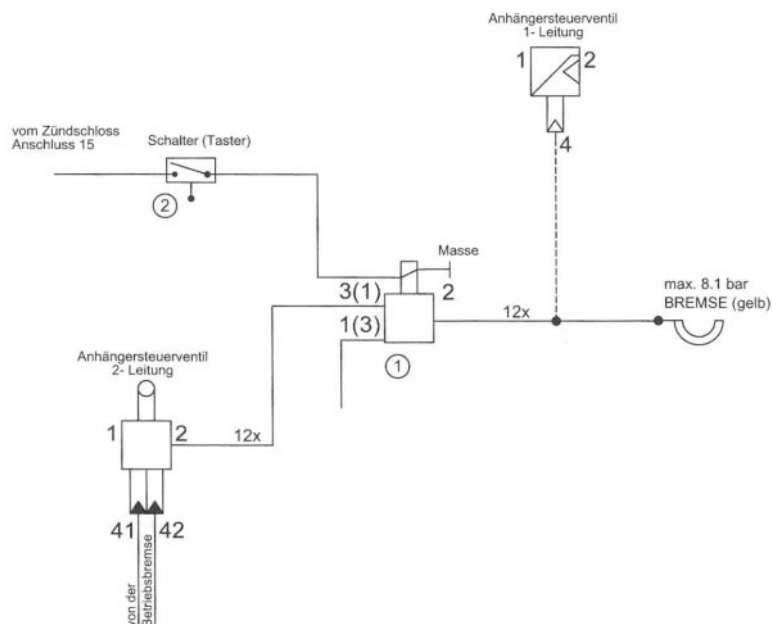 Anhängersteuerventil
1- Leitung
1
2
4
vom Zündschloss
Anschluss 15
Schalter (Taster)
2
Masse
3(1)
2
1(3)
1
12x
max. 8.1 bar
BREMSE (gelb)
Anhängersteuerventil
2- Leitung
1
2
12x
41
42
von der
Betriebsbremse